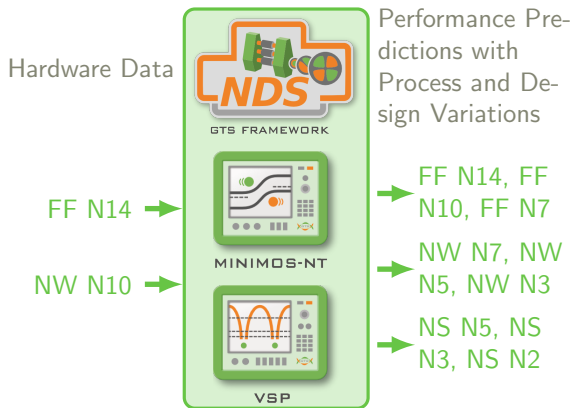 Hardware Data
FF N14
NW N10
NDS
GTS FRAMEWORK
MINIMOS-NT
VSP
Performance Pre-
dictions with
Process and De-
sign Variations
FF N14, FF
N10, FF N7
NW N7, NW
N5, NW N3
NS N5, NS
N3, NS N2